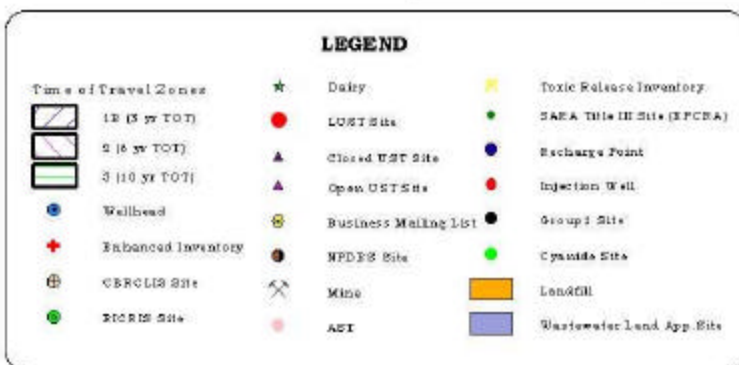 LEGEND
Time of Travel Zones
1B (3 yr TOT)
2 (6 yr TOT)
3 (10 yr TOT)
Wellhead
Enhanced Inventory
CERCLIS Site
RICRIS Site
Dairy
LUST Site
Closed UST Site
Open UST Site
Business Mailing List
NPDES Site
Mine
AST
Toxic Release Inventory
SARA Title III Site (EPCRA)
Recharge Point
Injection Well
Group1 Site
Cyanide Site
Landfill
Wastewater Land App. Site